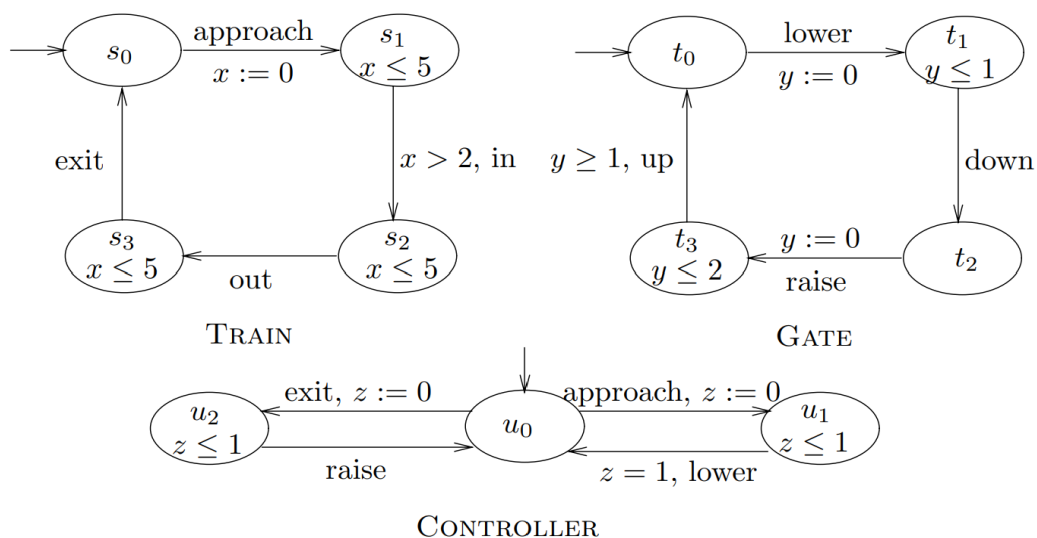 approach
s0
x := 0
s1
x ≤ 5
exit
x > 2, in
s3
x ≤ 5
out
s2
x ≤ 5
TRAIN
lower
t0
y := 0
t1
y ≤ 1
y ≥ 1, up
down
t3
y ≤ 2
y := 0
raise
t2
GATE
exit, z := 0
approach, z := 0
u2
z ≤ 1
u0
u1
z ≤ 1
raise
z = 1, lower
CONTROLLER